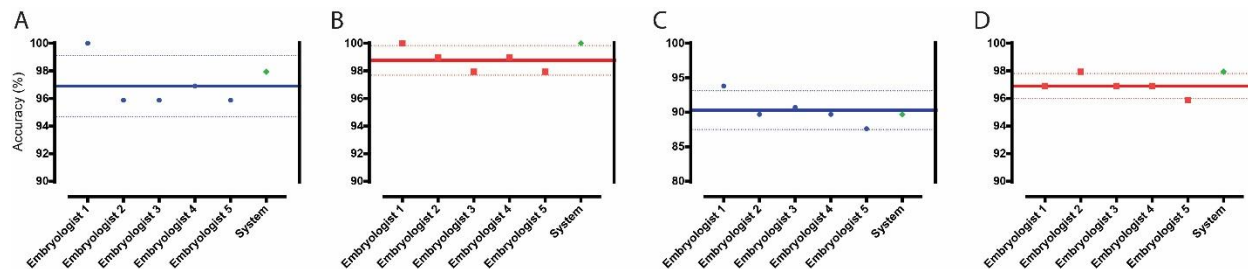 A
Accuracy (%)
100
98
96
94
92
90
Embryologist 1
Embryologist 2
Embryologist 3
Embryologist 4
Embryologist 5
System
B
100
98
96
94
92
90
Embryologist 1
Embryologist 2
Embryologist 3
Embryologist 4
Embryologist 5
System
C
100
95
90
85
80
Embryologist 1
Embryologist 2
Embryologist 3
Embryologist 4
Embryologist 5
System
D
100
98
96
94
92
90
Embryologist 1
Embryologist 2
Embryologist 3
Embryologist 4
Embryologist 5
System